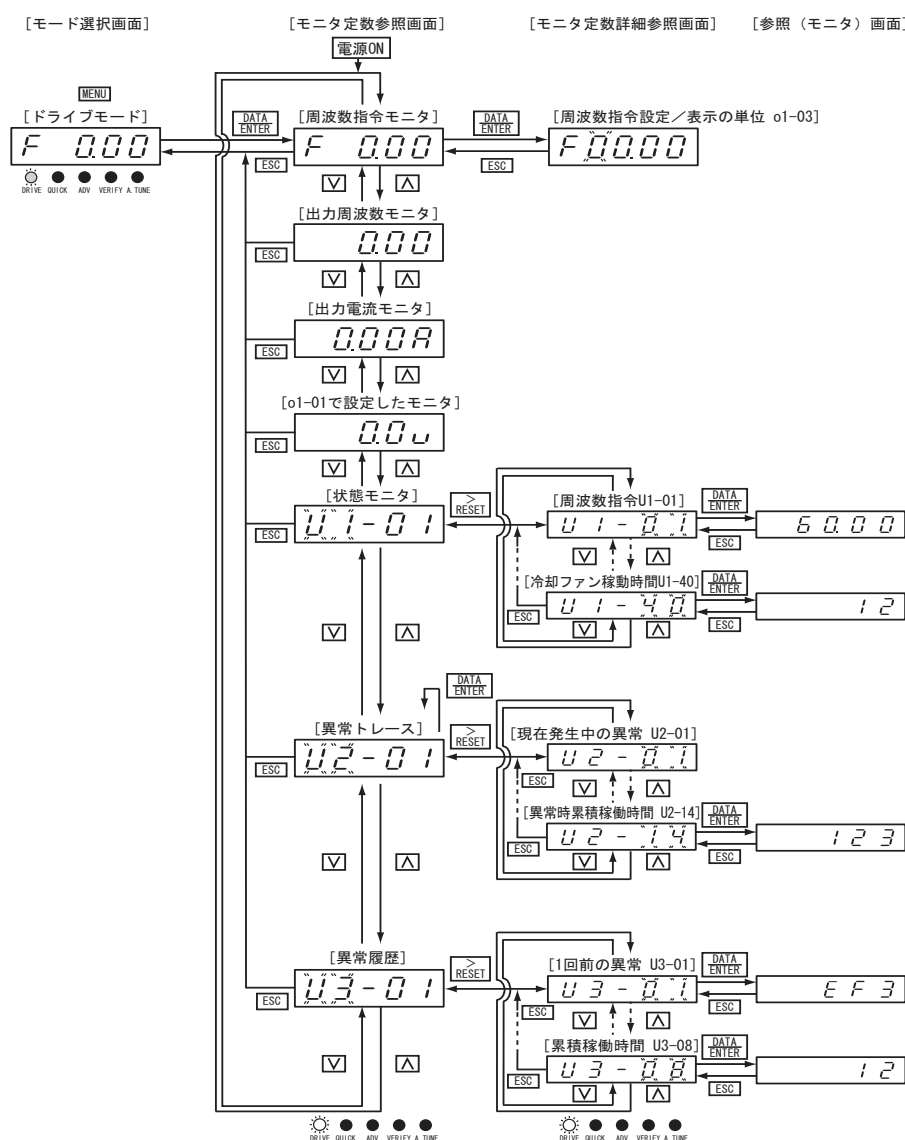 [モード選択画面]
[モニタ定数参照画面]
[モニタ定数詳細参照画面]
[参照（モニタ）画面]
電源ON
MENU
[ドライブモード]
F 0.00
DRIVE QUICK ADV VERIFY A.TUNE
DATA
ENTER
ESC
[周波数指令モニタ]
F 0.00
DATA
ENTER
ESC
[周波数指令設定／表示の単位 o1-03]
F 00.00
∨ ∧
[出力周波数モニタ]
ESC
0.00
∨ ∧
[出力電流モニタ]
ESC
0.00A
∨ ∧
[o1-01で設定したモニタ]
ESC
0.0u
∨ ∧
[状態モニタ]
ESC
U1-01
>
RESET
[周波数指令U1-01]
U1-01
DATA
ENTER
ESC
60.00
∨ ∧
[冷却ファン稼動時間U1-40]
ESC
U1-40
DATA
ENTER
ESC
12
∨ ∧
∨ ∧
DATA
ENTER
[異常トレース]
ESC
U2-01
>
RESET
[現在発生中の異常 U2-01]
U2-01
ESC
∨ ∧
[異常時累積稼働時間 U2-14]
ESC
U2-14
DATA
ENTER
ESC
123
∨ ∧
∨ ∧
[異常履歴]
ESC
U3-01
>
RESET
[1回前の異常 U3-01]
U3-01
DATA
ENTER
ESC
EF3
ESC
∨ ∧
[累積稼働時間 U3-08]
ESC
U3-08
DATA
ENTER
ESC
12
∨ ∧
∨ ∧
DRIVE QUICK ADV VERIFY A.TUNE
DRIVE QUICK ADV VERIFY A.TUNE